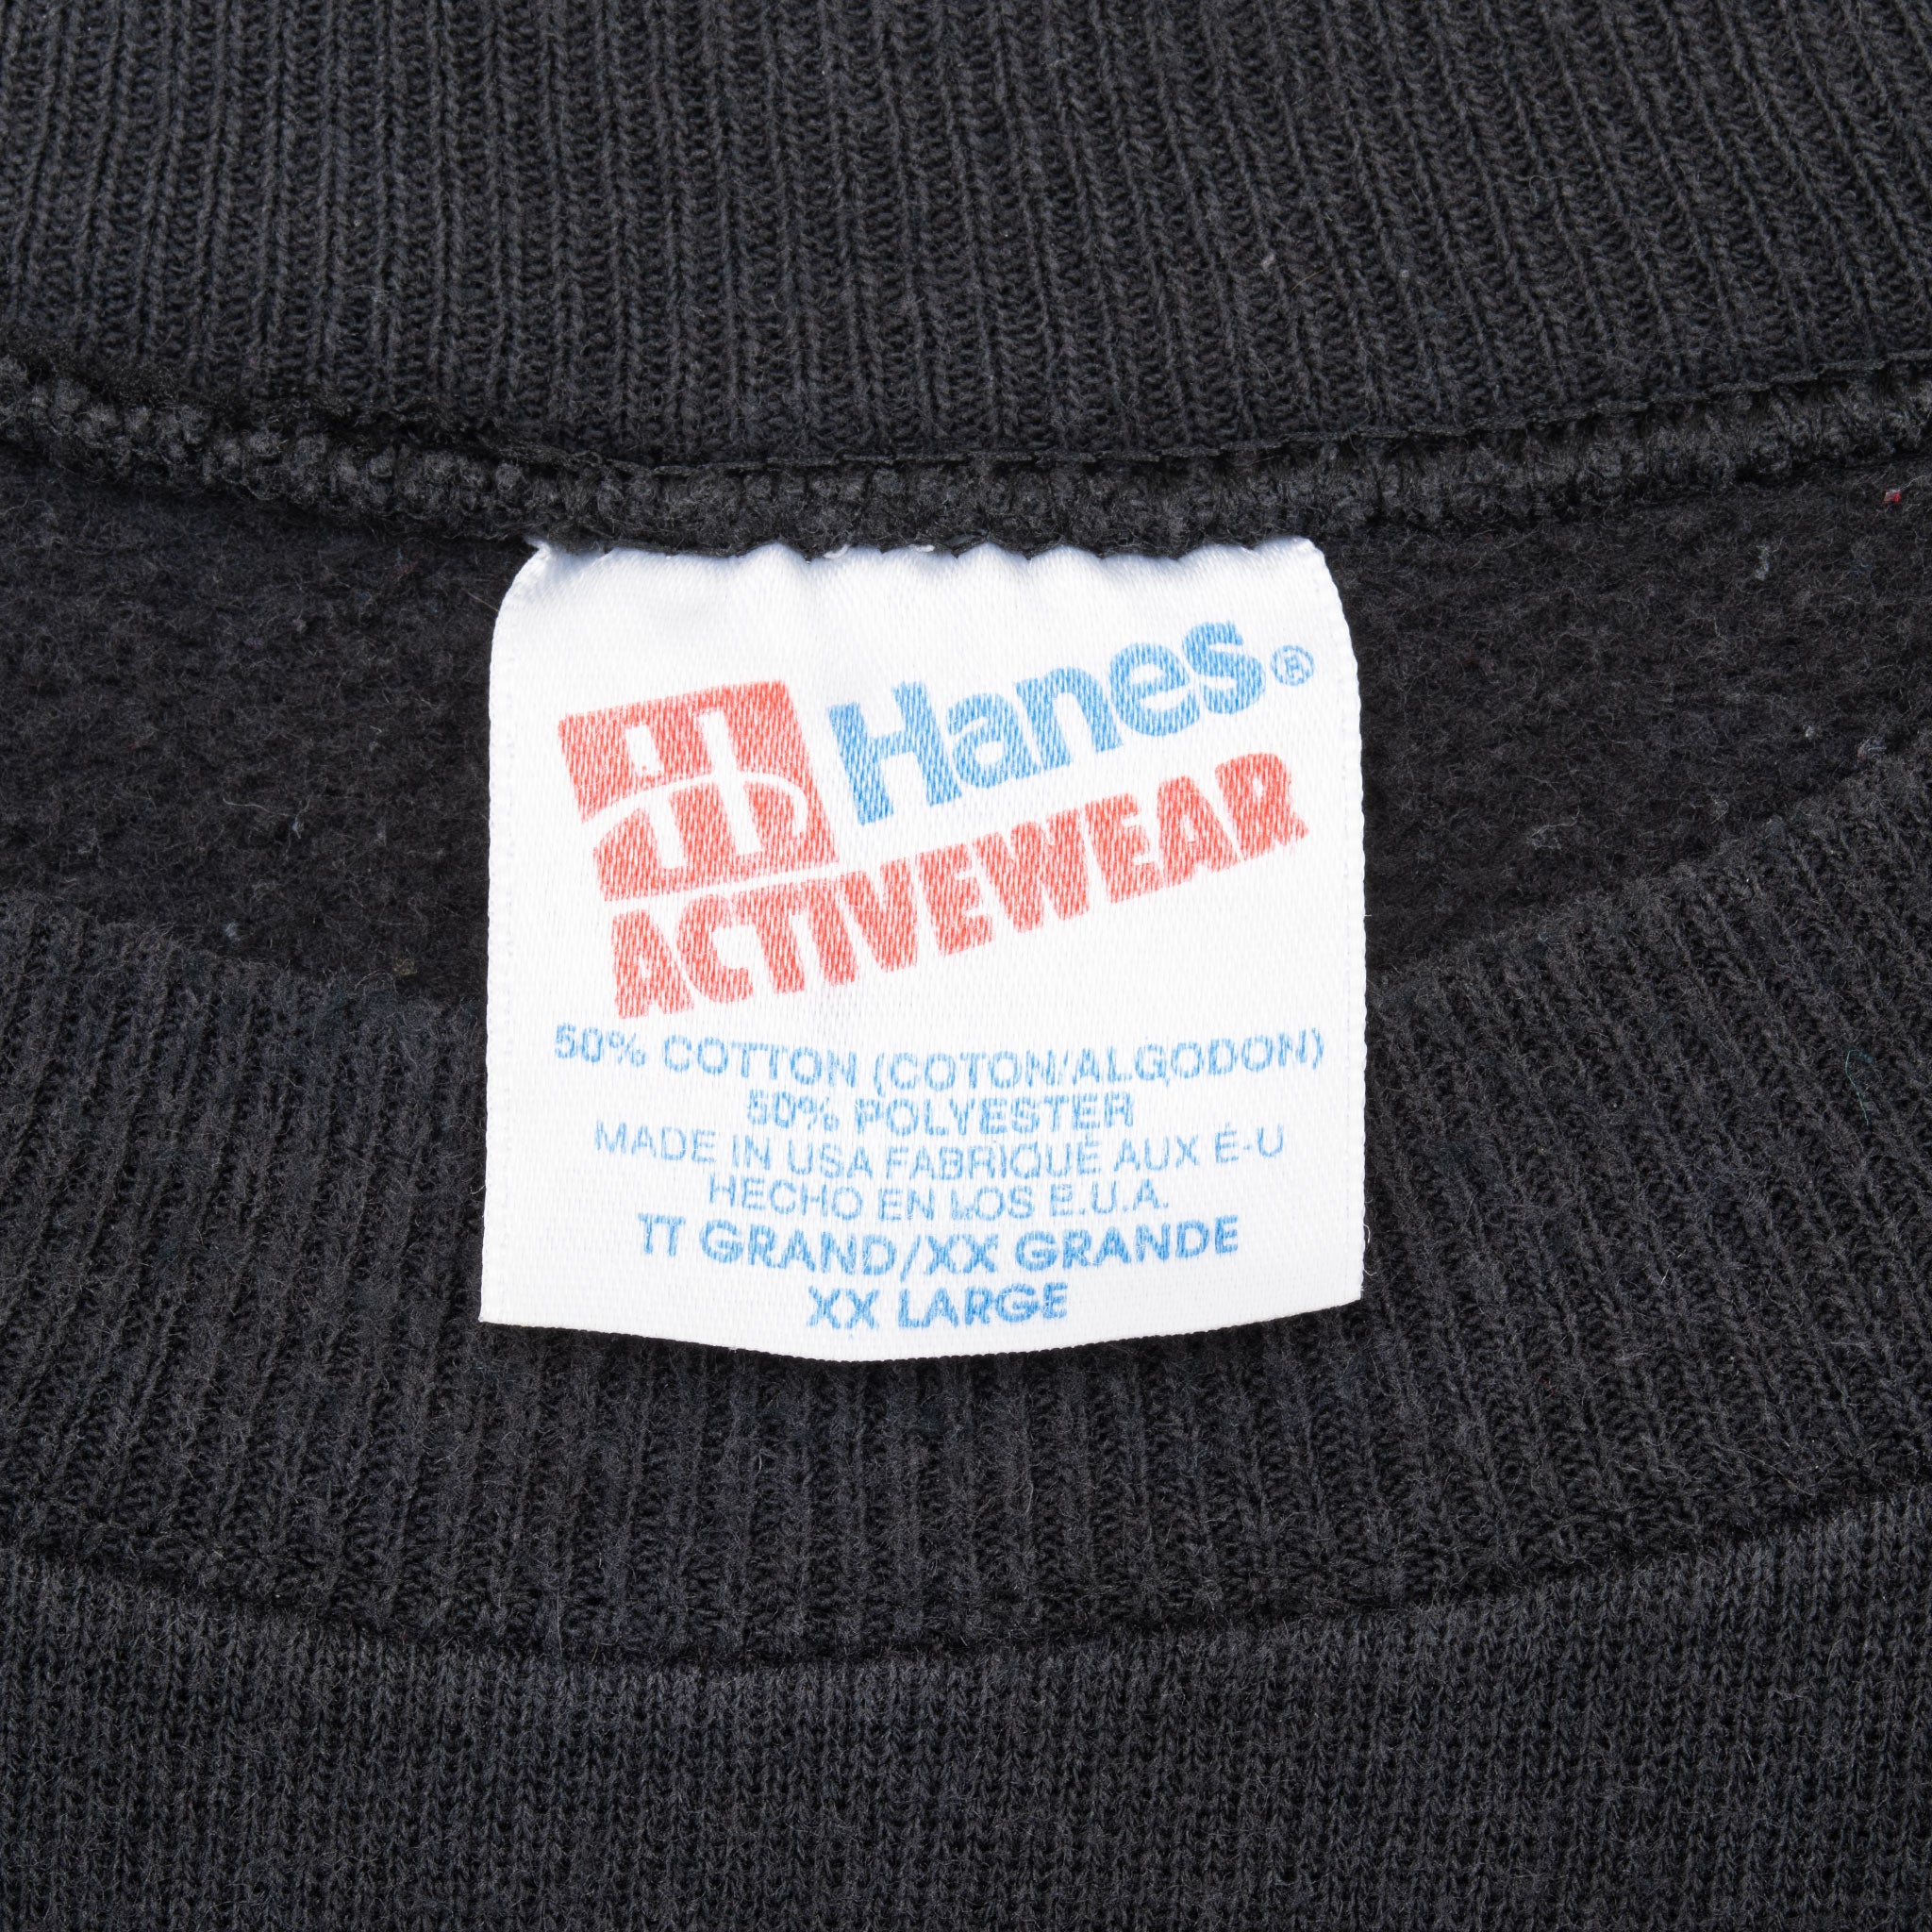 Hanes®
ACTIVEWEAR
50% COTTON (COTON/ALGODON)
50% POLYESTER
MADE IN USA FABRIQUÉ AUX É-U
HECHO EN LOS E.U.A.
TT GRAND/XX GRANDE
XX LARGE